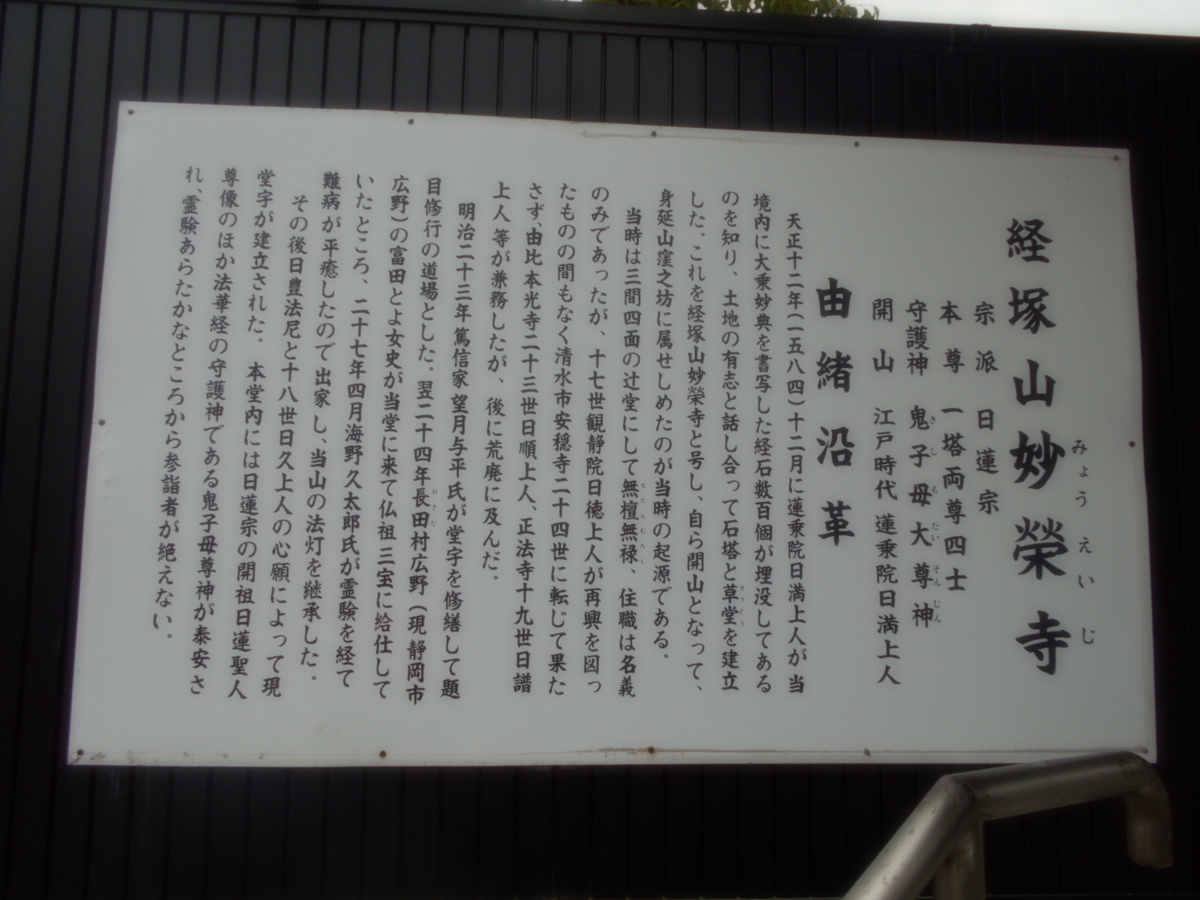 経塚山妙榮寺
みょうえいじ
宗派 日蓮宗
本尊 一塔両尊四士
守護神 鬼子母大尊神
きしもだいそんじん
開山 江戸時代 蓮乗院日満上人
由緒沿革
天正十二年(一五八四)十二月に蓮乗院日満上人が当
境内に大乗妙典を書写した経石数百個が埋没してある
のを知り、土地の有志と話し合って石塔と草堂を建立
した。これを経塚山妙榮寺と号し、自ら開山となって、
身延山窪之坊に属せしめたのが当時の起源である。
当時は三間四面の辻堂にして無檀無禄、住職は名義
のみであったが、十七世観静院日徳上人が再興を図っ
たものの間もなく清水市安穏寺二十四世に転じて果た
さず、由比本光寺二十三世日順上人、正法寺十九世日譜
上人等が兼務したが、後に荒廃に及んだ。
明治二十三年篤信家望月与平氏が堂宇を修繕して題
目修行の道場とした。翌二十四年長田村広野(現静岡市
おさだ
広野)の富田とよ女史が当堂に来て仏祖三宝に給仕して
いたところ、二十七年四月海野久太郎氏が霊験を経て
難病が平癒したので出家し、当山の法灯を継承した。
その後日豊法尼と十八世日久上人の心願によって現
堂宇が建立された。本堂内には日蓮宗の開祖日蓮聖人
尊像のほか法華経の守護神である鬼子母尊神が泰安さ
れ、霊験あらたかなところから参詣者が絶えない。